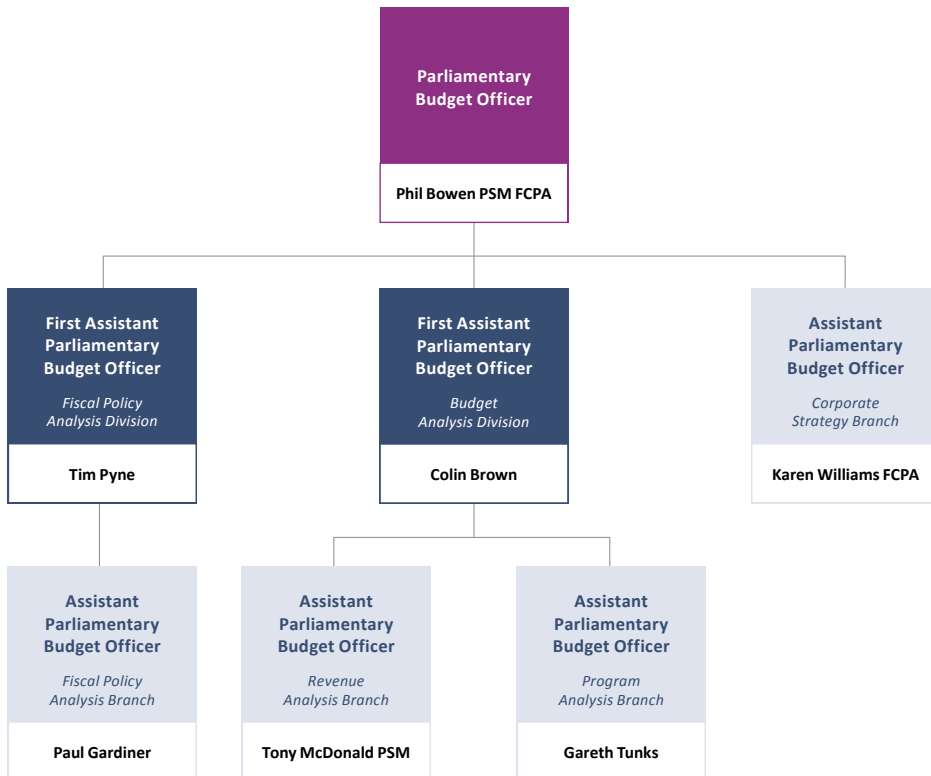 Parliamentary
Budget Officer
Phil Bowen PSM FCPA
First Assistant
Parliamentary
Budget Officer
Fiscal Policy
Analysis Division
Tim Pyne
First Assistant
Parliamentary
Budget Officer
Budget
Analysis Division
Colin Brown
Assistant
Parliamentary
Budget Officer
Corporate
Strategy Branch
Karen Williams FCPA
Assistant
Parliamentary
Budget Officer
Fiscal Policy
Analysis Branch
Paul Gardiner
Assistant
Parliamentary
Budget Officer
Revenue
Analysis Branch
Tony McDonald PSM
Assistant
Parliamentary
Budget Officer
Program
Analysis Branch
Gareth Tunks